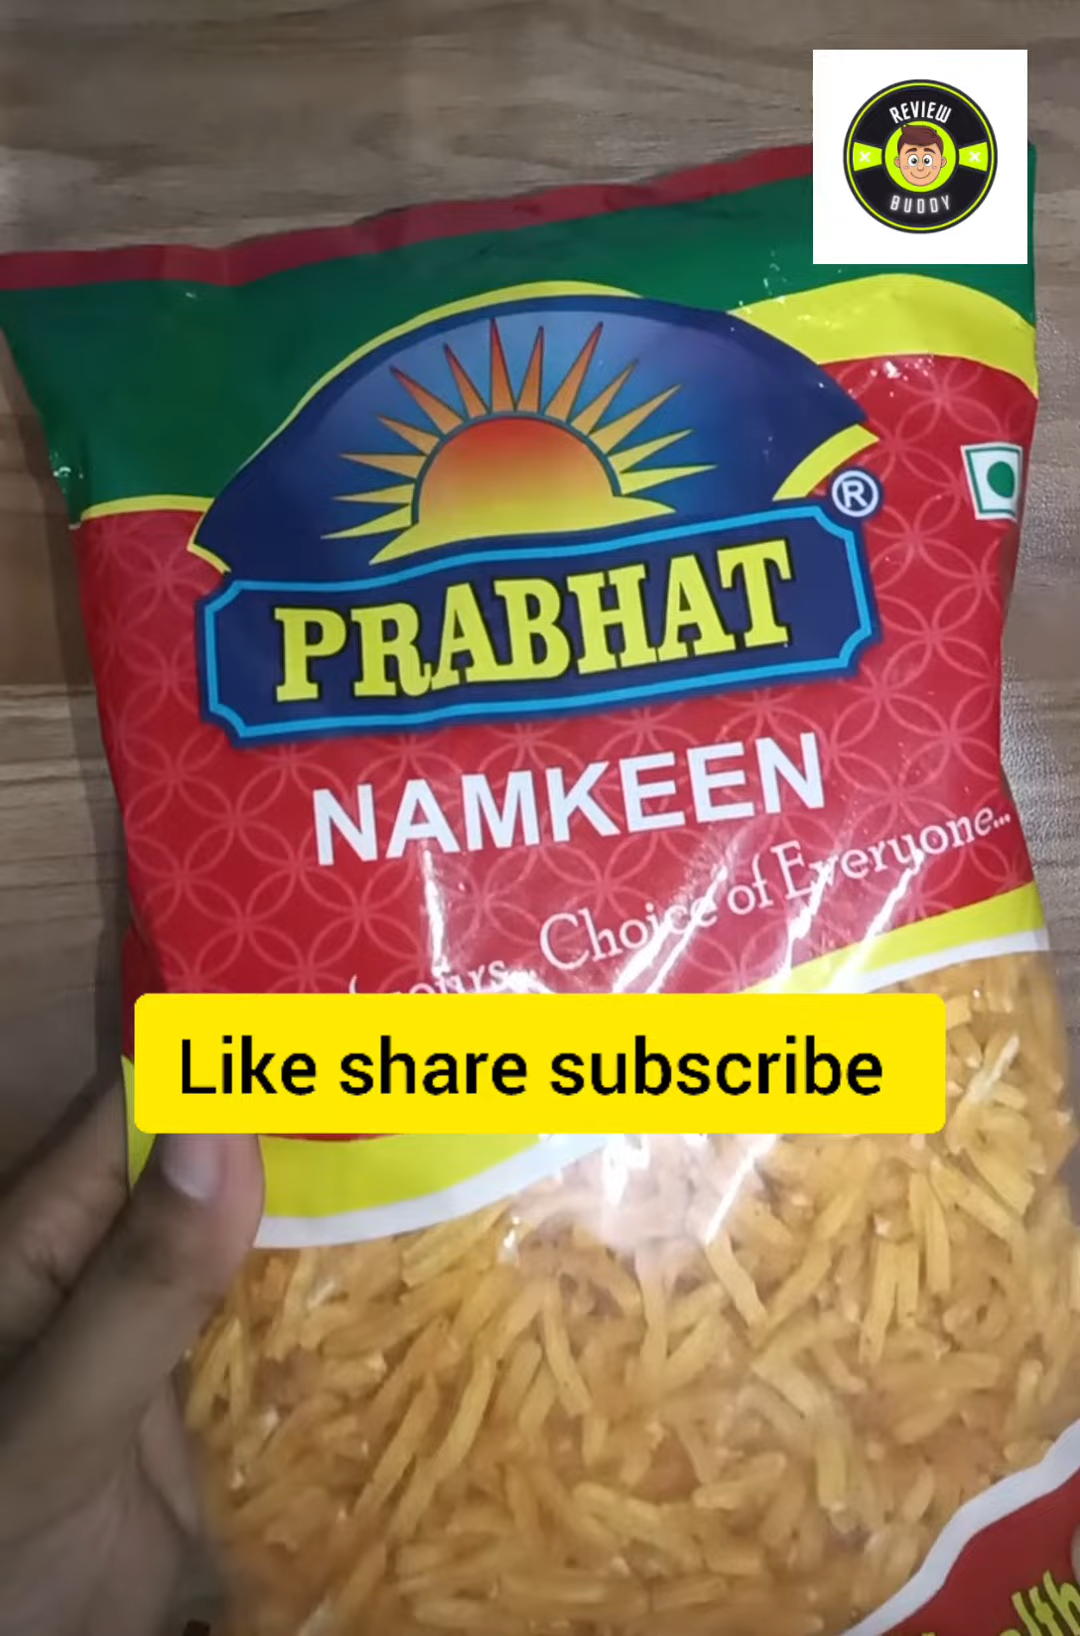 REVIEW
BUDDY
®
PRABHAT
NAMKEEN
Choice of Everyone...
Like share subscribe